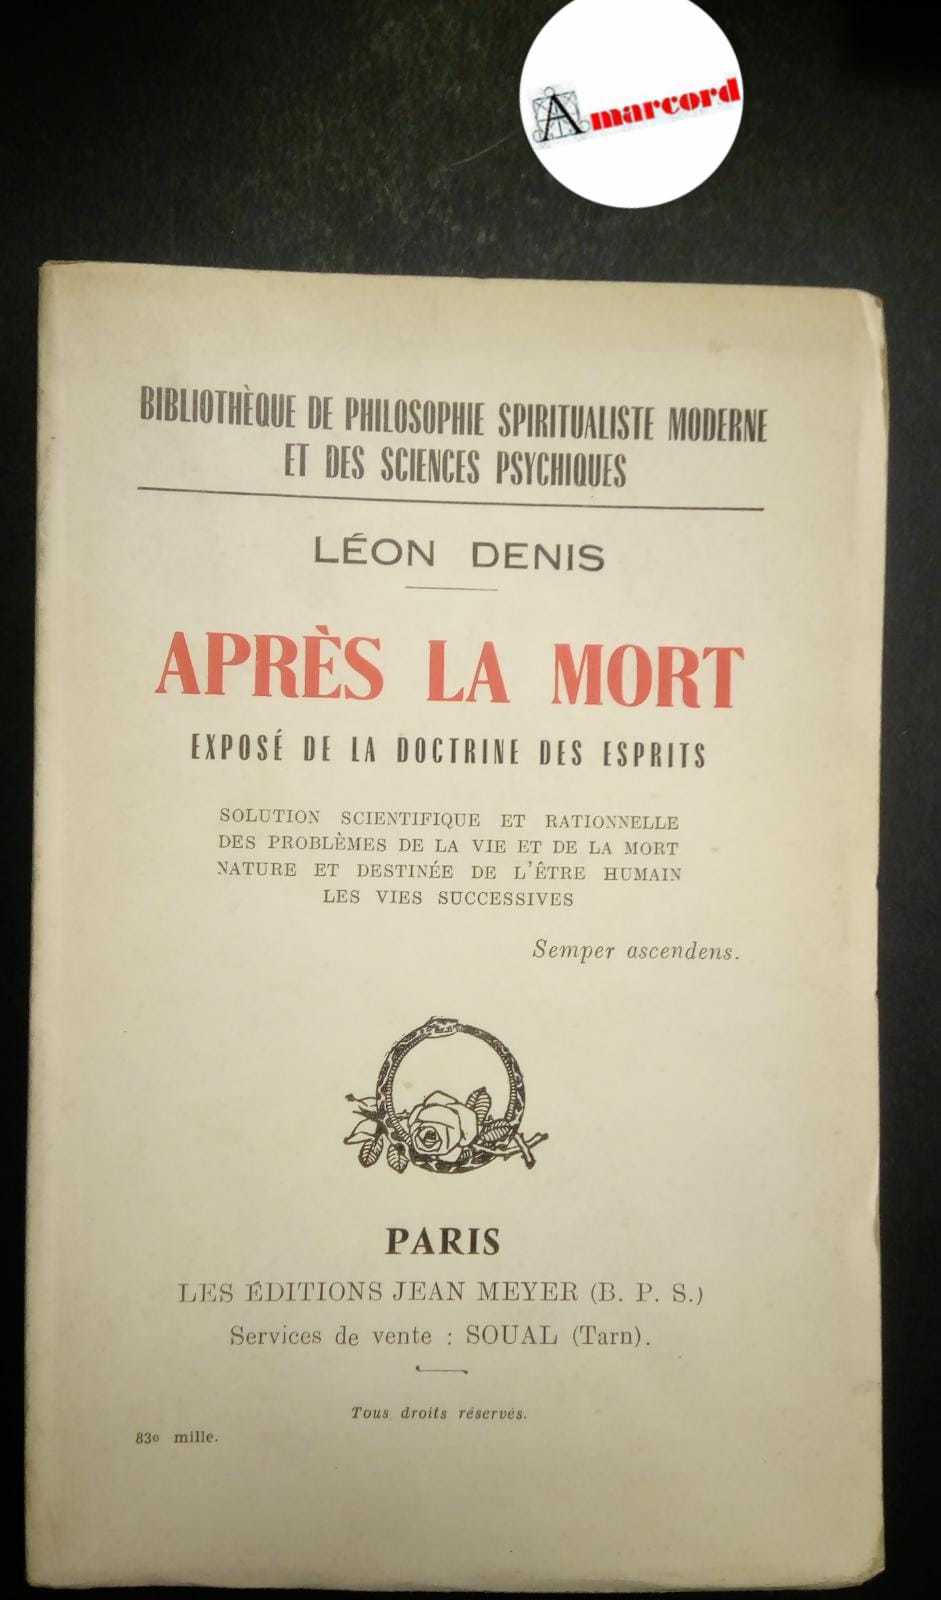 Amarcord
BIBLIOTHÈQUE DE PHILOSOPHIE SPIRITUALISTE MODERNE
ET DES SCIENCES PSYCHIQUES
LÉON DENIS
APRÈS LA MORT
EXPOSÉ DE LA DOCTRINE DES ESPRITS
SOLUTION SCIENTIFIQUE ET RATIONNELLE
DES PROBLÈMES DE LA VIE ET DE LA MORT
NATURE ET DESTINÉE DE L'ÊTRE HUMAIN
LES VIES SUCCESSIVES
Semper ascendens.
PARIS
LES ÉDITIONS JEAN MEYER (B. P. S.)
Services de vente : SOUAL (Tarn).
Tous droits réservés.
83e mille.